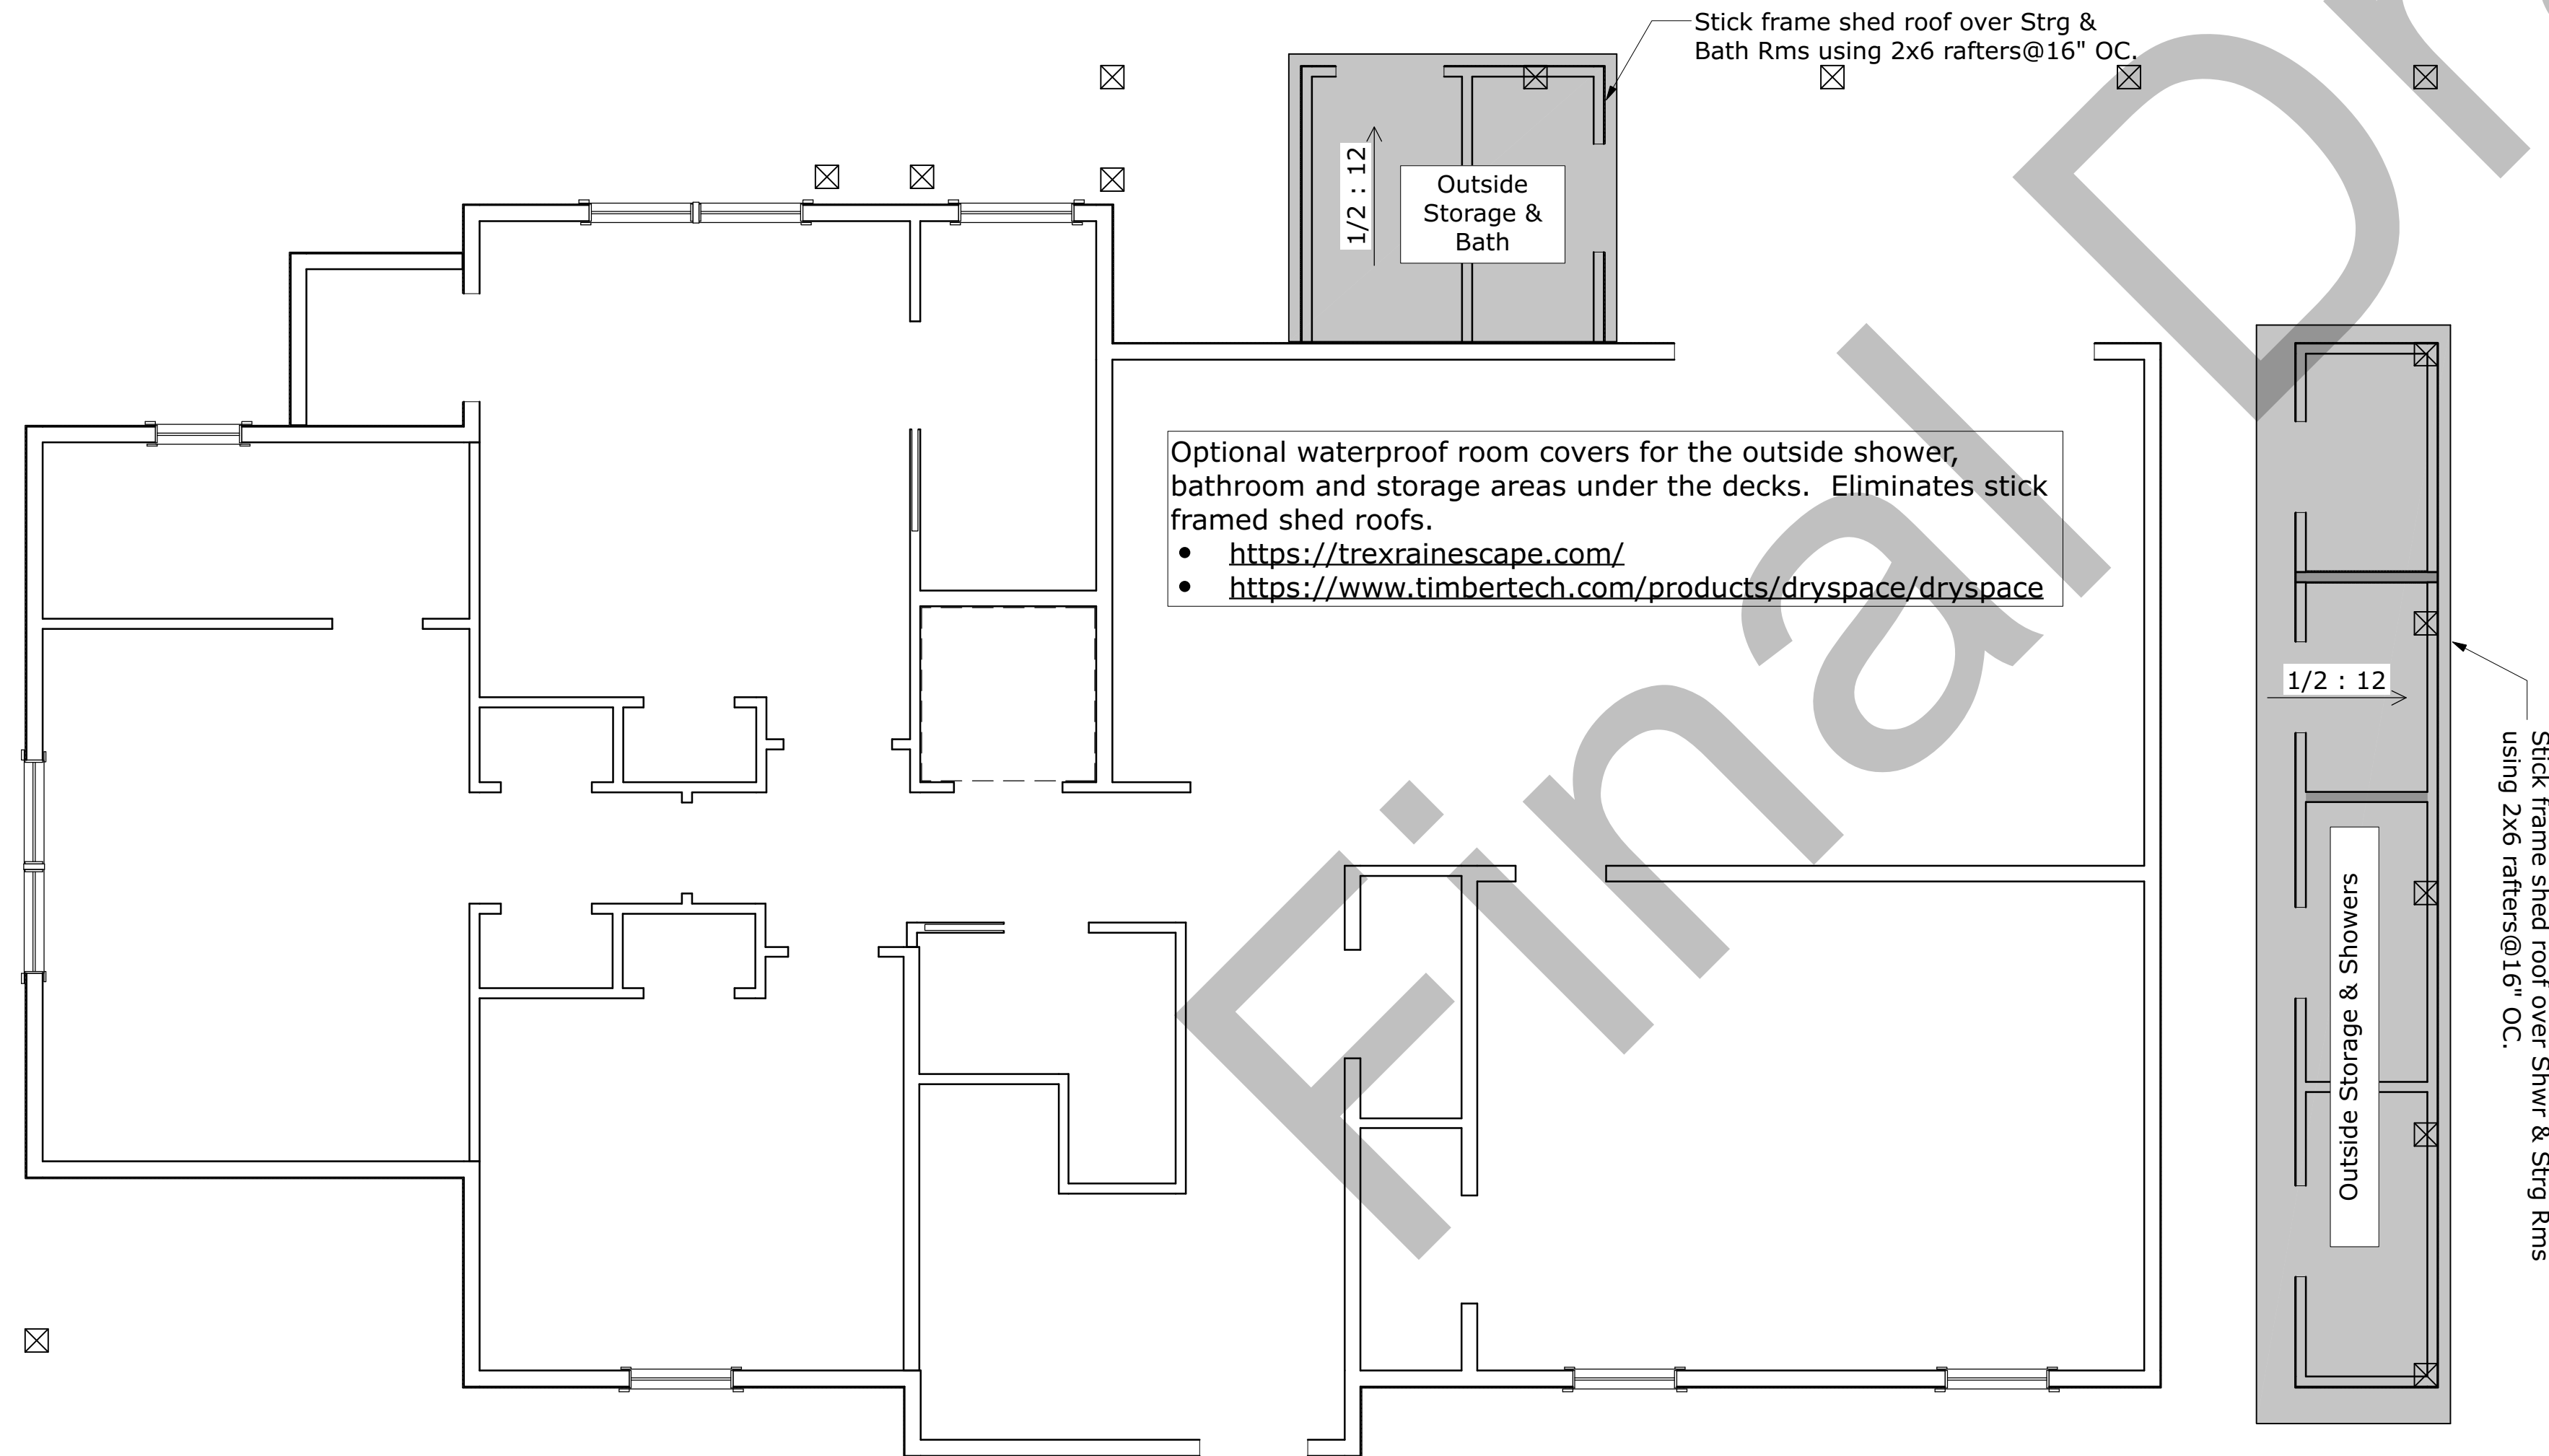 Stick frame shed roof over Strg &
Bath Rms using 2x6 rafters@16" OC.
1/2 : 12
Outside
Storage &
Bath
Optional waterproof room covers for the outside shower,
bathroom and storage areas under the decks.  Eliminates stick
framed shed roofs.
• https://trexrainescape.com/
• https://www.timbertech.com/products/dryspace/dryspace
1/2 : 12
Outside Storage & Showers
Stick frame shed roof over Shwr & Strg Rms
using 2x6 rafters@16" OC.
Final Dr